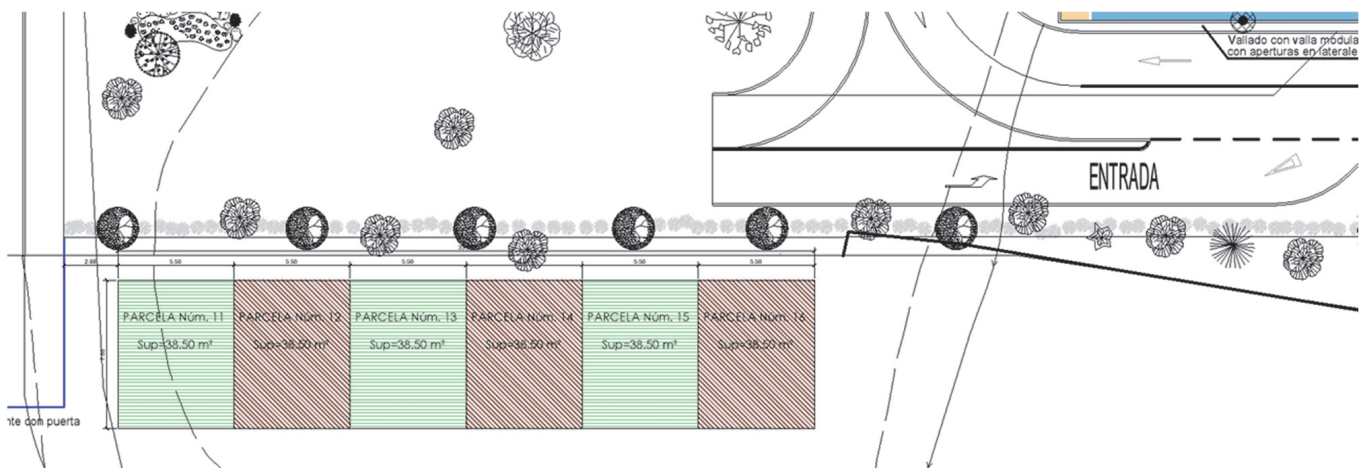 Vallado con valla modula
con aperturas en laterale
ENTRADA
2.65 5.50 5.50 5.50 5.50 5.50 5.50
PARCELA Núm. 11 PARCELA Núm. 12 PARCELA Núm. 13 PARCELA Núm. 14 PARCELA Núm. 15 PARCELA Núm. 16
Sup=38.50 m² Sup=38.50 m² Sup=38.50 m² Sup=38.50 m² Sup=38.50 m² Sup=38.50 m²
nte con puerta